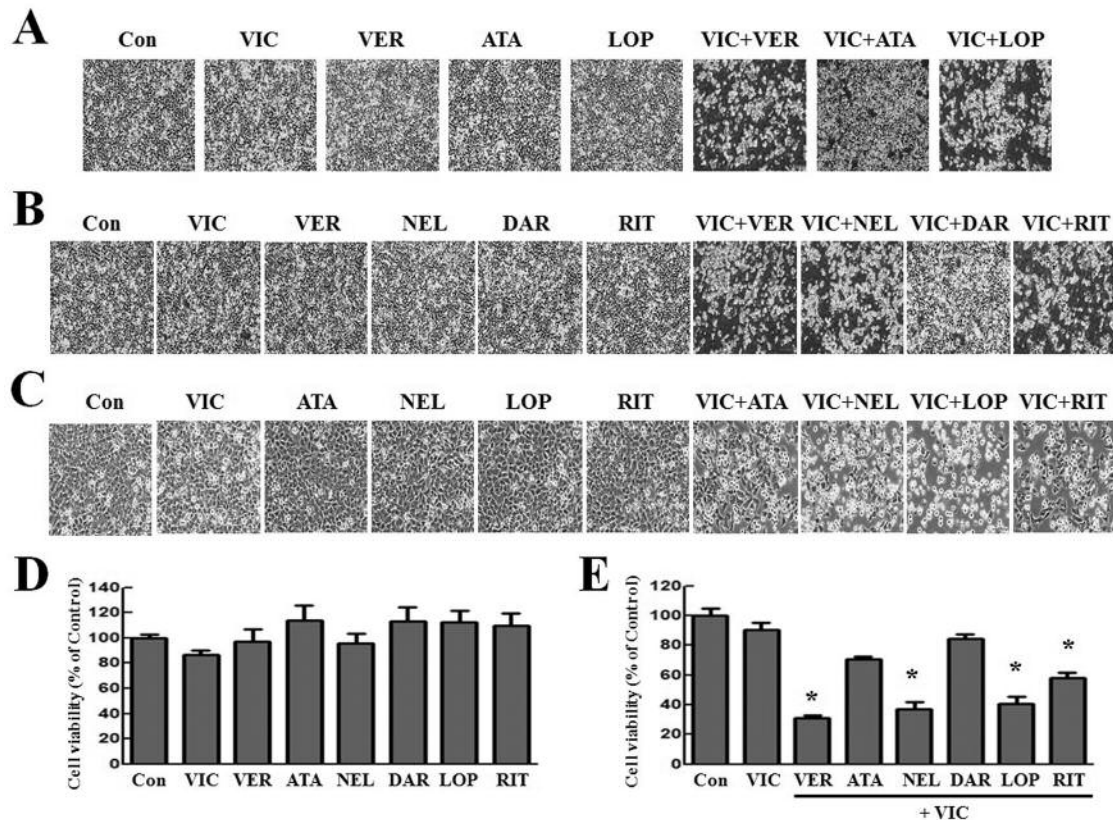 A
Con VIC VER ATA LOP VIC+VER VIC+ATA VIC+LOP
B
Con VIC VER NEL DAR RIT VIC+VER VIC+NEL VIC+DAR VIC+RIT
C
Con VIC ATA NEL LOP RIT VIC+ATA VIC+NEL VIC+LOP VIC+RIT
D
Cell viability (% of Control)
140
120
100
80
60
40
20
0
Con VIC VER ATA NEL DAR LOP RIT
E
Cell viability (% of Control)
120
100
80
60
40
20
0
* * * *
Con VIC VER ATA NEL DAR LOP RIT
+ VIC